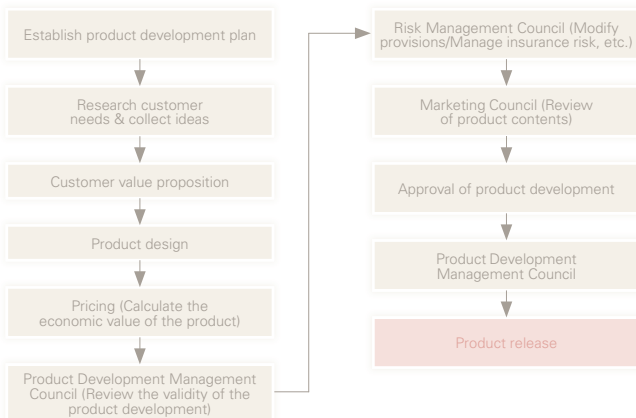 Establish product development plan
Research customer
needs & collect ideas
Customer value proposition
Product design
Pricing (Calculate the
economic value of the product)
Product Development Management
Council (Review the validity of the
product development)
Risk Management Council (Modify
provisions/Manage insurance risk, etc.)
Marketing Council (Review
of product contents)
Approval of product development
Product Development
Management Council
Product release